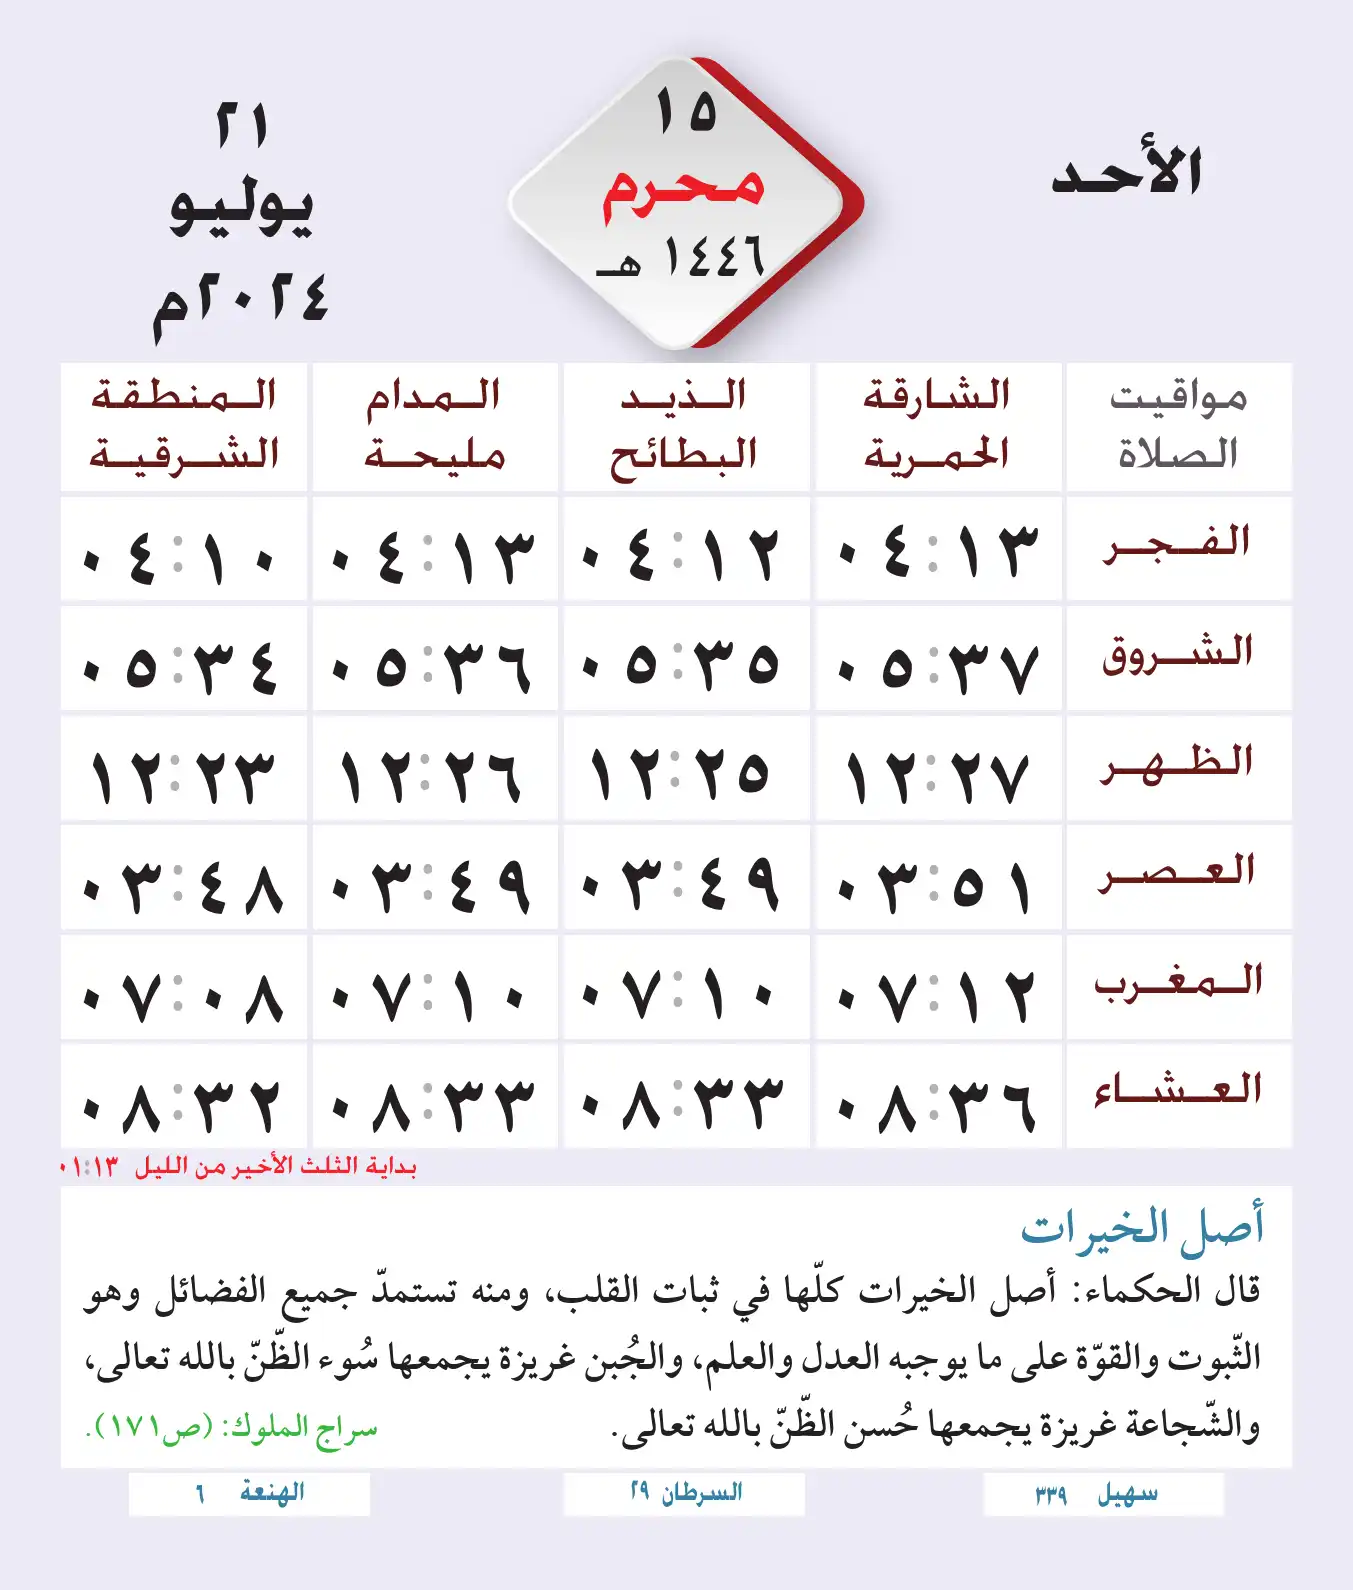 الأحد
١٥
محرم
١٤٤٦ هـ
٢١
يوليو
٢٠٢٤م
مواقيت الصلاة
الشارقة الحمرية
الذيد البطائح
المدام مليحة
المنطقة الشرقية
الفجر ٠٤:١٣ ٠٤:١٢ ٠٤:١٣ ٠٤:١٠
الشروق ٠٥:٣٧ ٠٥:٣٥ ٠٥:٣٦ ٠٥:٣٤
الظهر ١٢:٢٧ ١٢:٢٥ ١٢:٢٦ ١٢:٢٣
العصر ٠٣:٥١ ٠٣:٤٩ ٠٣:٤٩ ٠٣:٤٨
المغرب ٠٧:١٢ ٠٧:١٠ ٠٧:١٠ ٠٧:٠٨
العشاء ٠٨:٣٦ ٠٨:٣٣ ٠٨:٣٣ ٠٨:٣٢
بداية الثلث الأخير من الليل ٠١:١٣
أصل الخيرات
قال الحكماء: أصل الخيرات كلّها في ثبات القلب، ومنه تستمدّ جميع الفضائل وهو
الثّبوت والقوّة على ما يوجبه العدل والعلم، والجُبن غريزة يجمعها سُوء الظّنّ بالله تعالى،
والشّجاعة غريزة يجمعها حُسن الظّنّ بالله تعالى. سراج الملوك: (ص١٧١).
سهيل ٣٣٩
السرطان ٢٩
الهنعة ٦